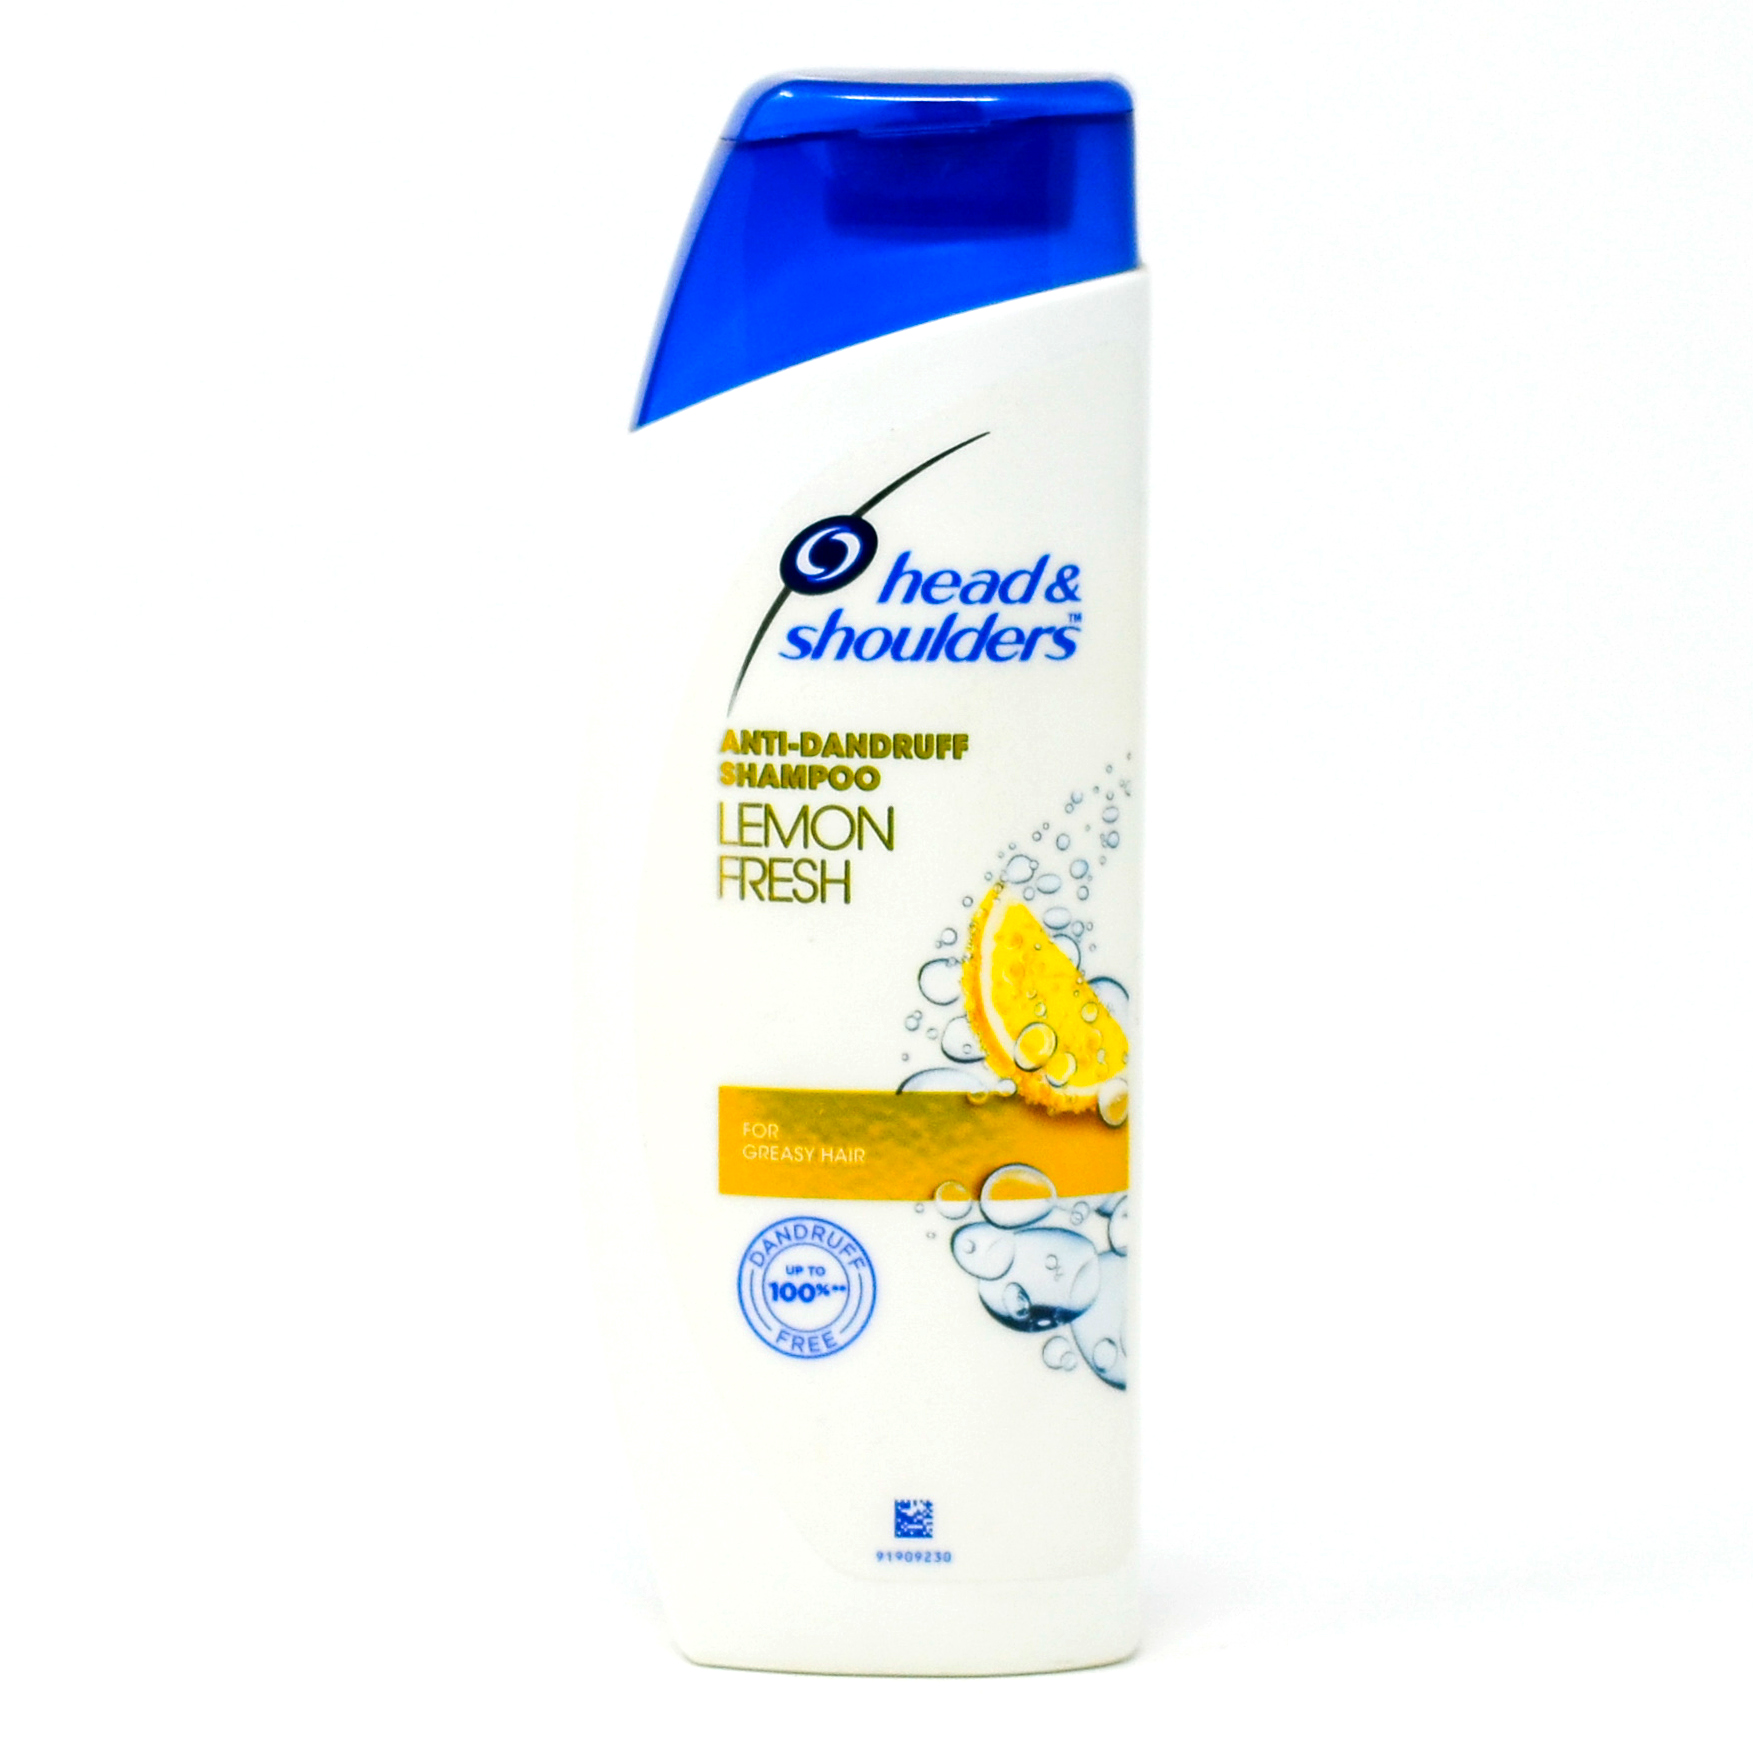 head &
shoulders™
ANTI-DANDRUFF
SHAMPOO
LEMON
FRESH
FOR
GREASY HAIR
DANDRUFF
UP TO
100%**
FREE
91909230